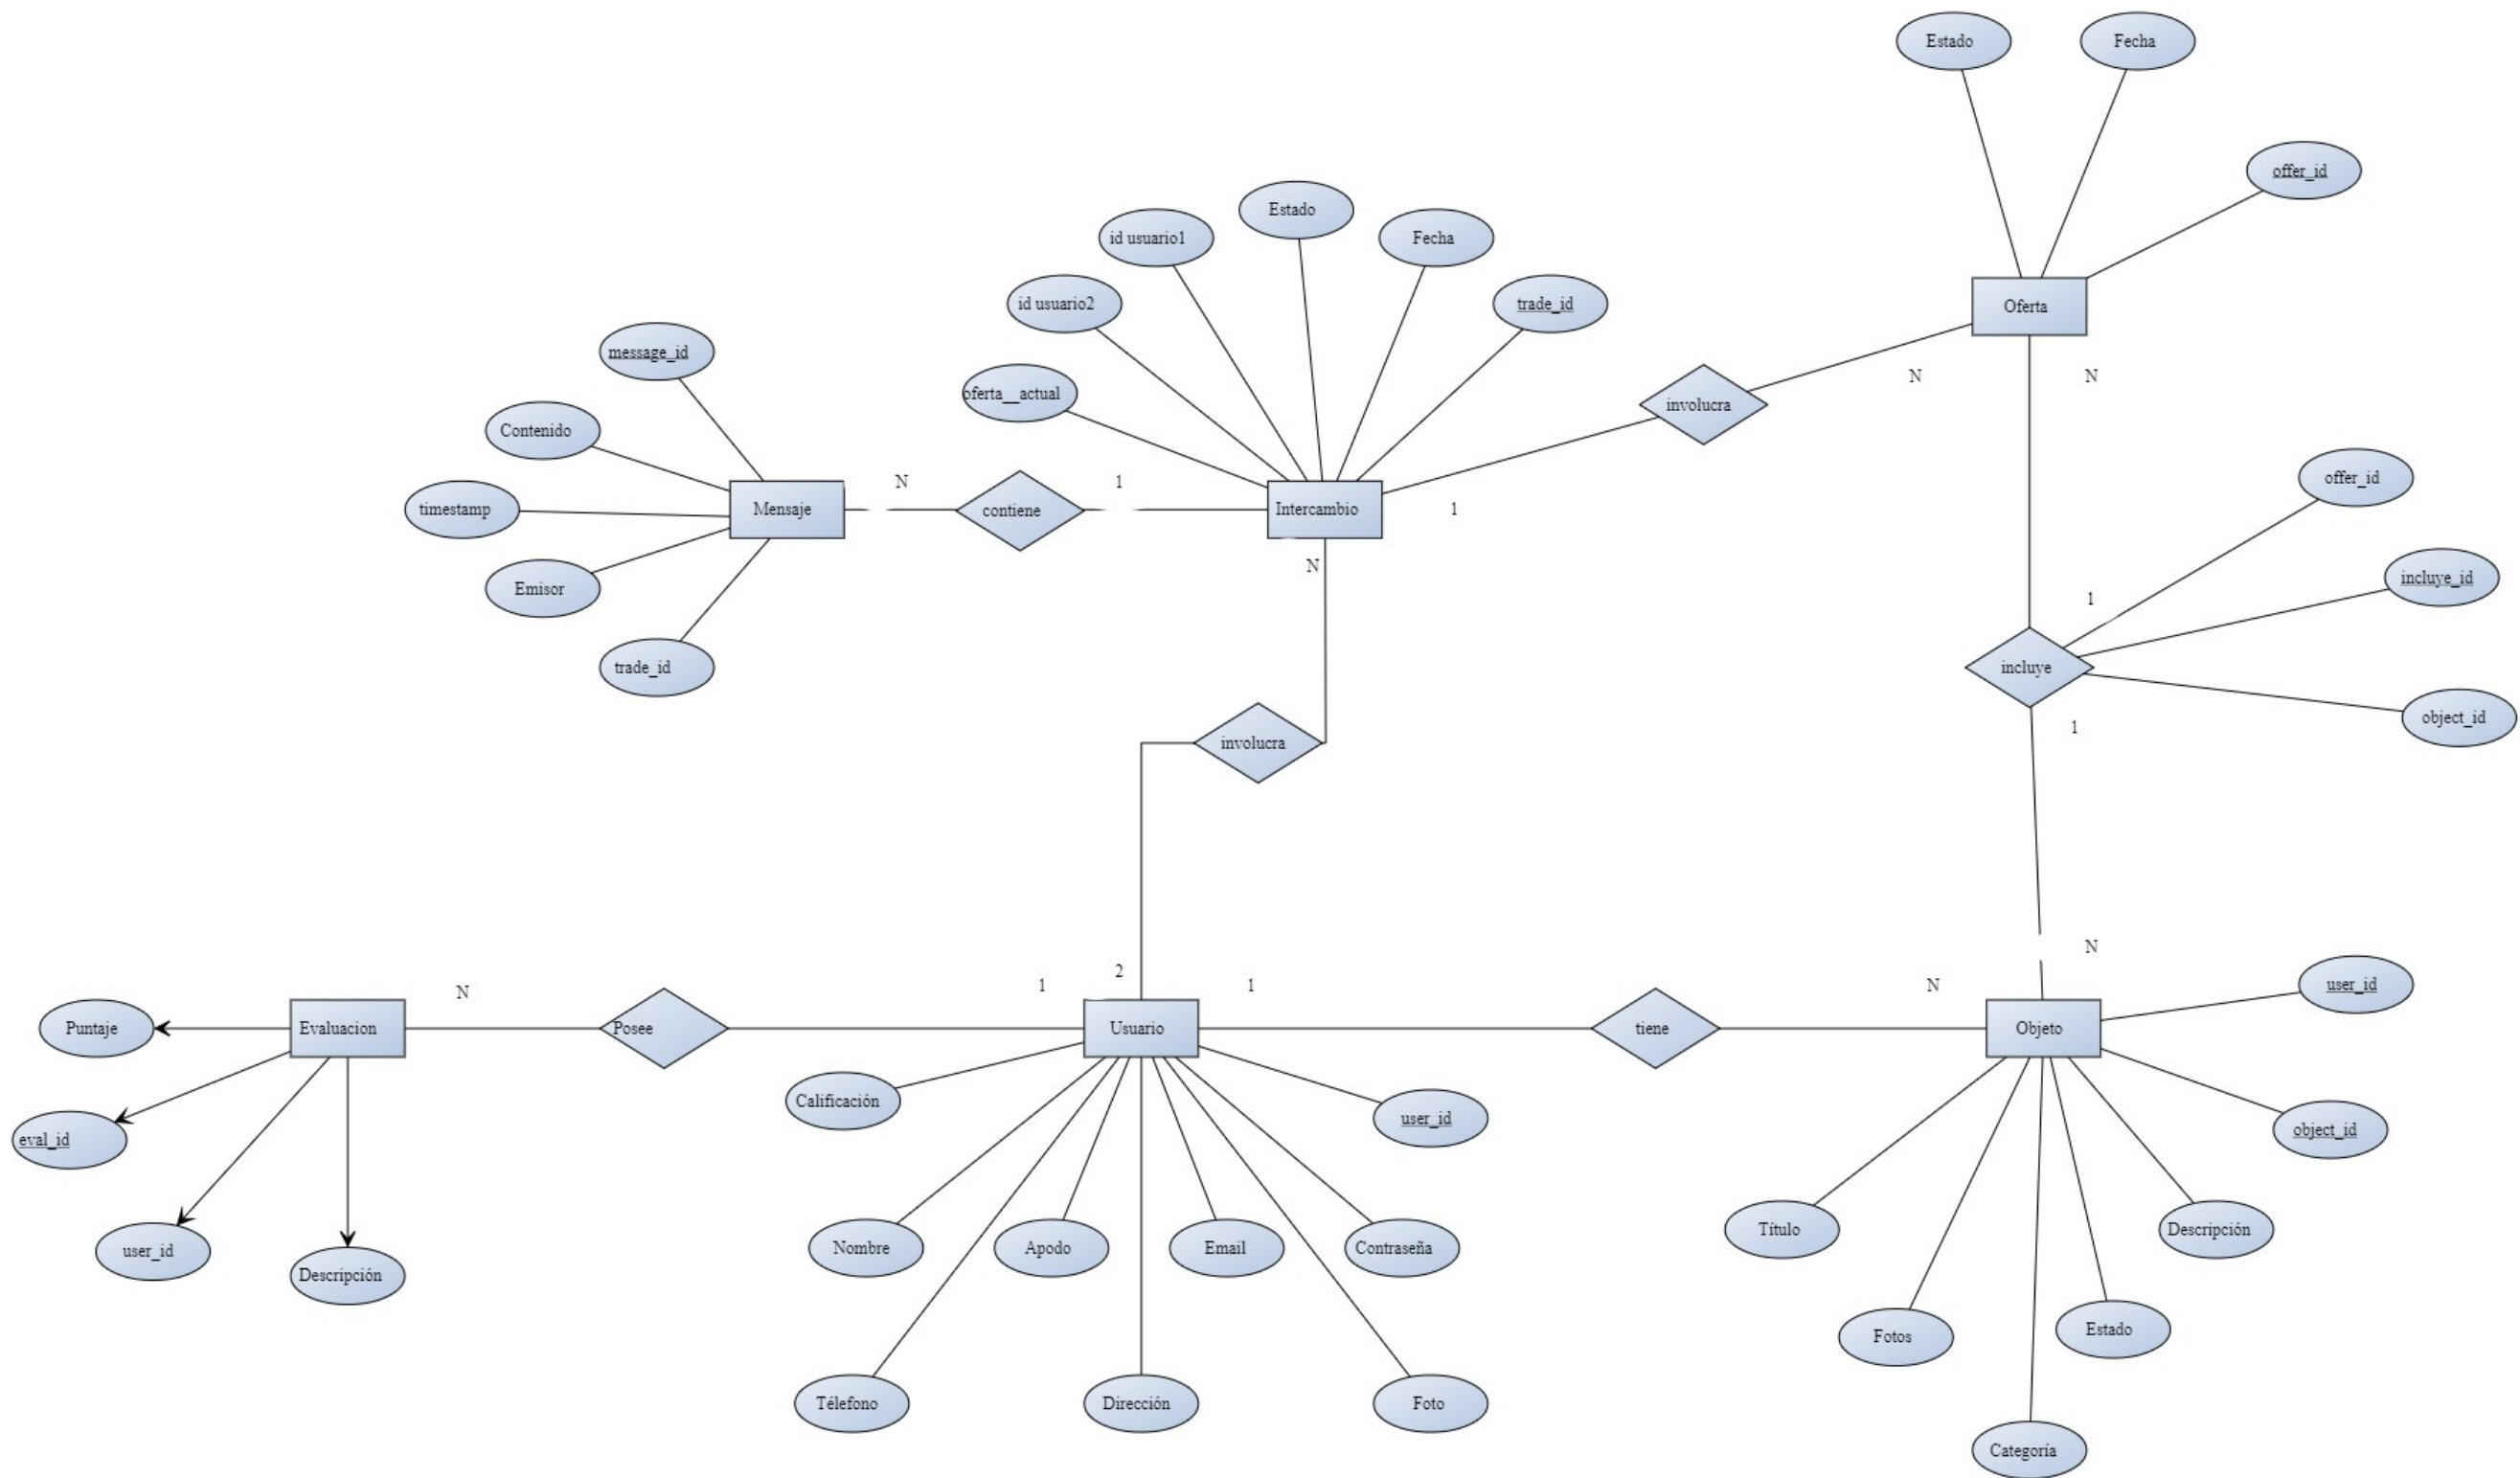 Estado
Fecha
offer_id
Oferta
N
N
involucra
Estado
id usuario1
Fecha
id usuario2
trade_id
oferta__actual
Intercambio
1
N
message_id
Contenido
timestamp
Emisor
trade_id
Mensaje
N
contiene
1
offer_id
incluye_id
object_id
1
incluye
1
N
involucra
2
Puntaje
Evaluacion
N
Posee
1
Usuario
1
tiene
N
Objeto
user_id
object_id
eval_id
user_id
Descripción
Calificación
user_id
Nombre
Apodo
Email
Contraseña
Télefono
Dirección
Foto
Título
Descripción
Fotos
Estado
Categoría